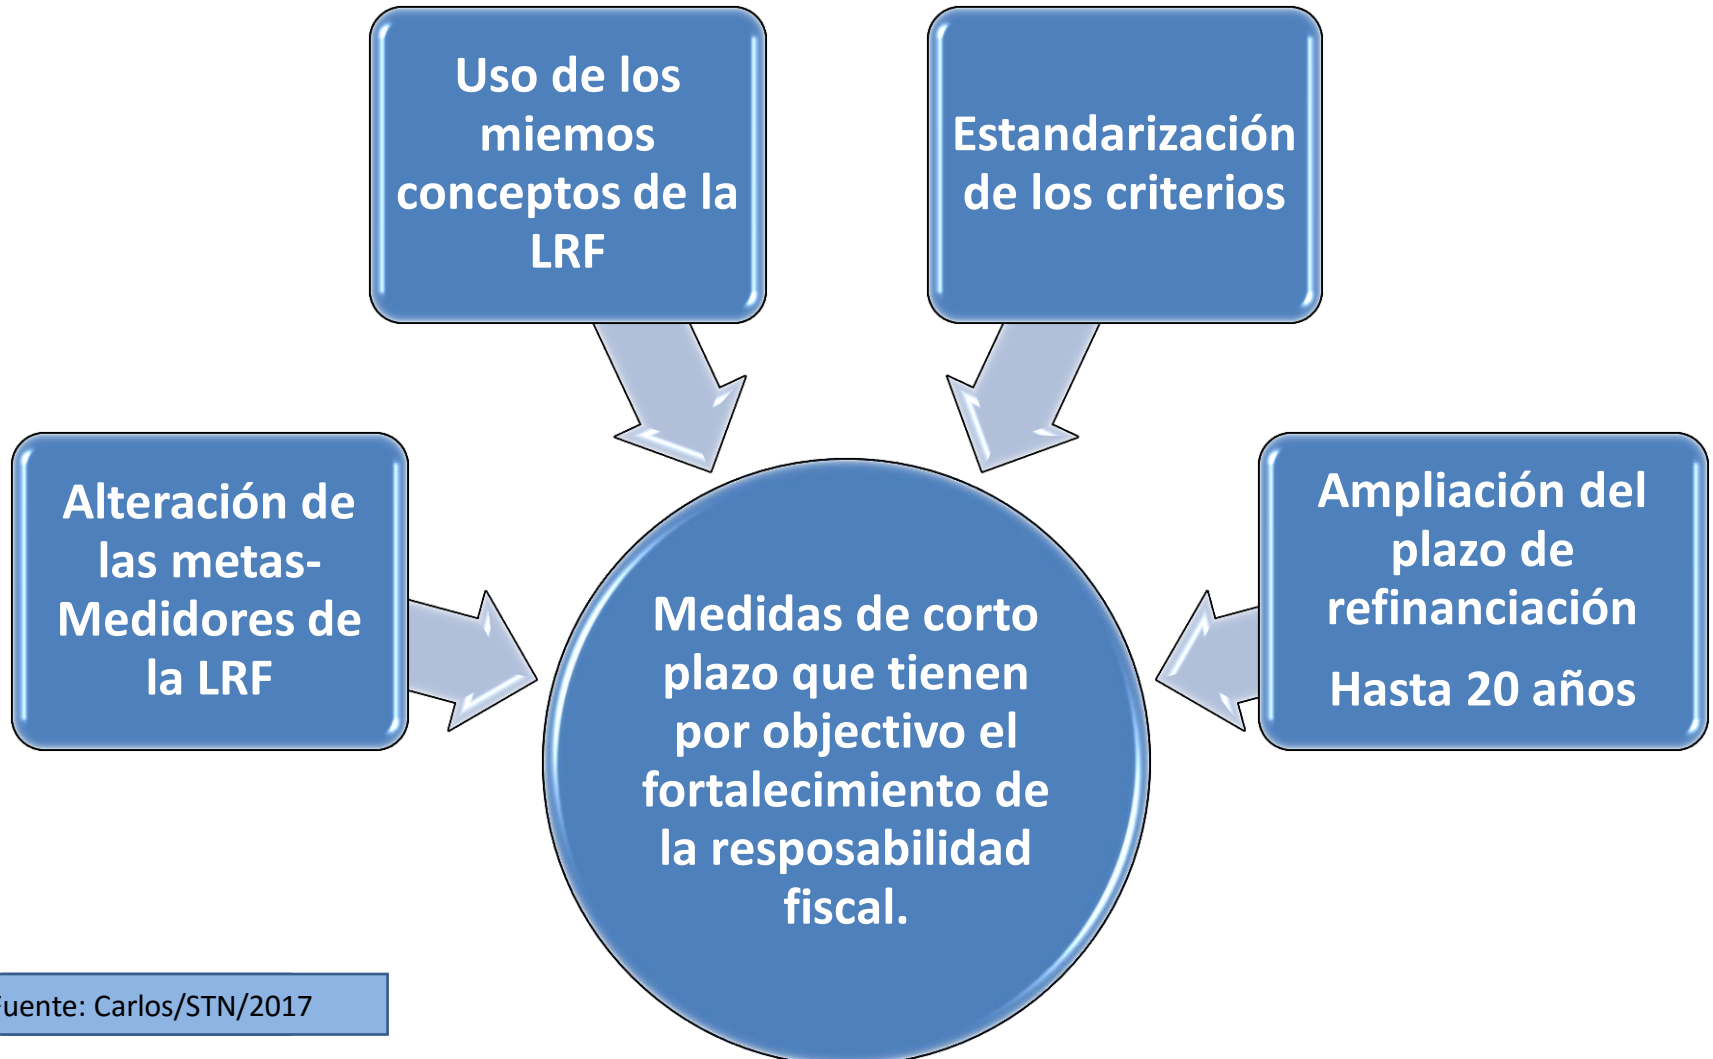 Uso de los
miemos
conceptos de la
LRF
Estandarización
de los criterios
Alteración de
las metas-
Medidores de
la LRF
Ampliación del
plazo de
refinanciación
Hasta 20 años
Medidas de corto
plazo que tienen
por objectivo el
fortalecimiento de
la resposabilidad
fiscal.
Fuente: Carlos/STN/2017